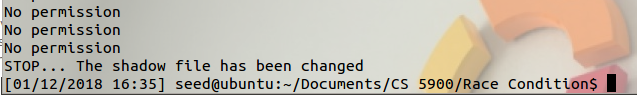 No permission
No permission
No permission
STOP... The shadow file has been changed
[01/12/2018 16:35] seed@ubuntu:~/Documents/CS 5900/Race Condition$